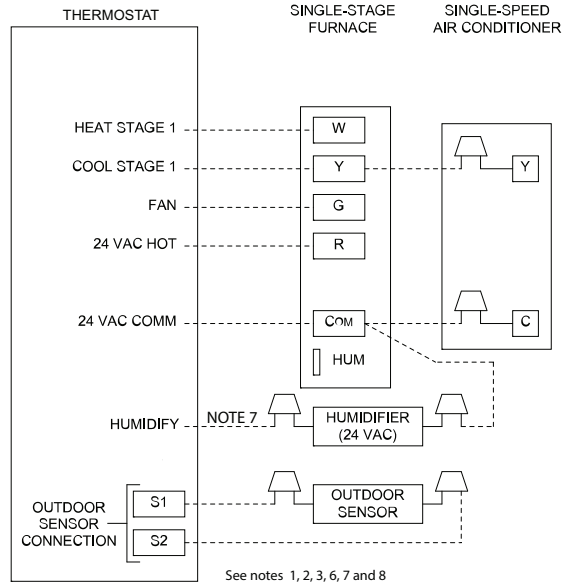 THERMOSTAT
SINGLE-STAGE
FURNACE
SINGLE-SPEED
AIR CONDITIONER
HEAT STAGE 1
W
COOL STAGE 1
Y
Y
FAN
G
24 VAC HOT
R
24 VAC COMM
COM
C
HUM
HUMIDIFY
NOTE 7
HUMIDIFIER
(24 VAC)
OUTDOOR
SENSOR
CONNECTION
S1
S2
OUTDOOR
SENSOR
See notes 1, 2, 3, 6, 7 and 8